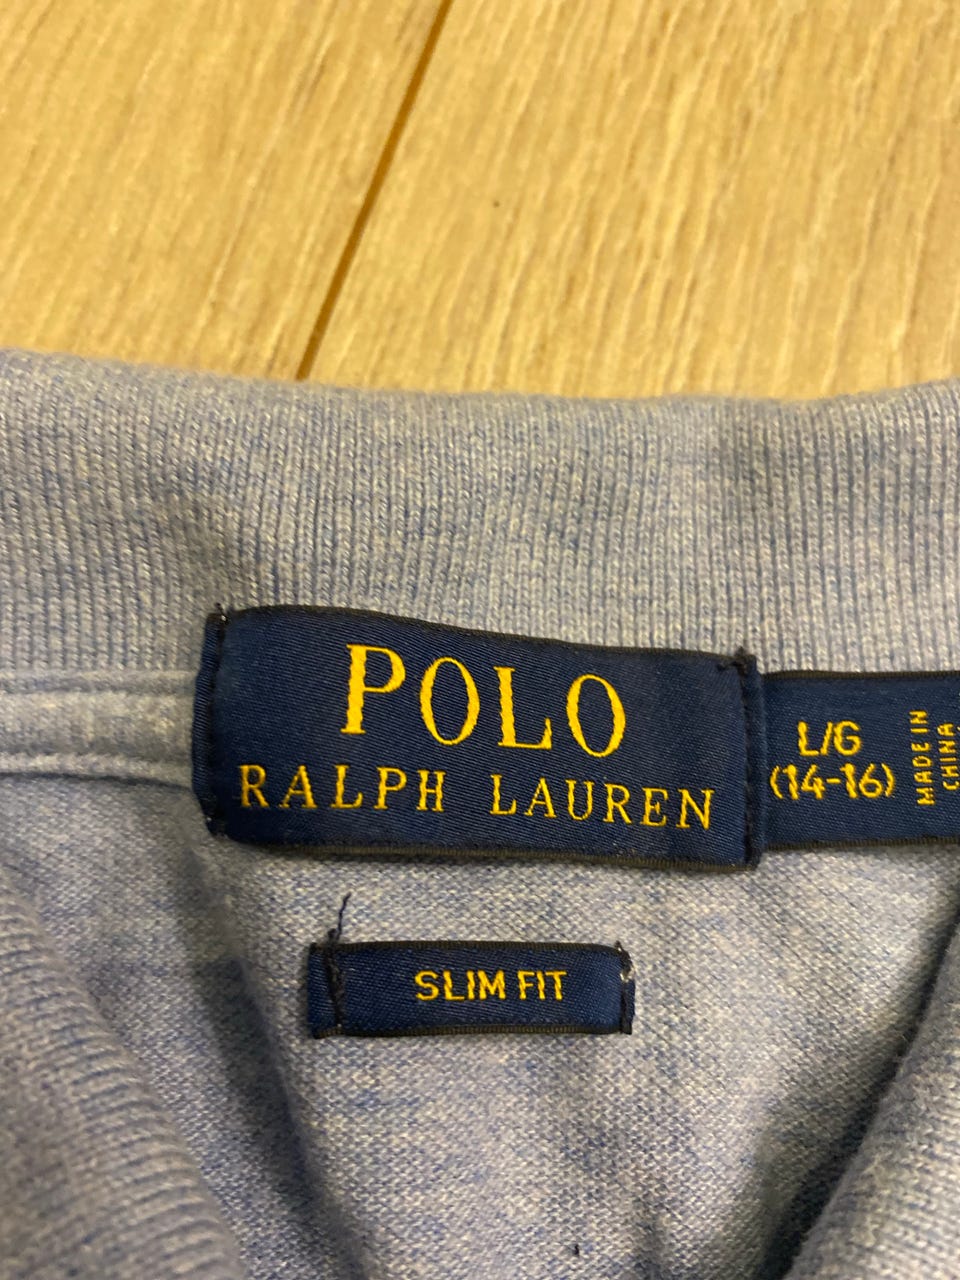 POLO
RALPH LAUREN
L/G
(14-16)
MADE IN
CHINA
SLIM FIT